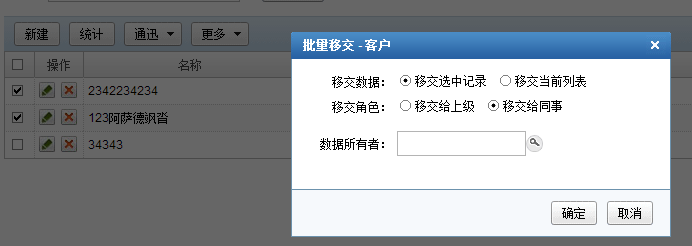 新建 统计 通迅 更多
操作 名称
2342234234
123阿萨德飒沓
34343
批量移交 - 客户
移交数据： 移交选中记录 移交当前列表
移交角色： 移交给上级 移交给同事
数据所有者：
确定 取消